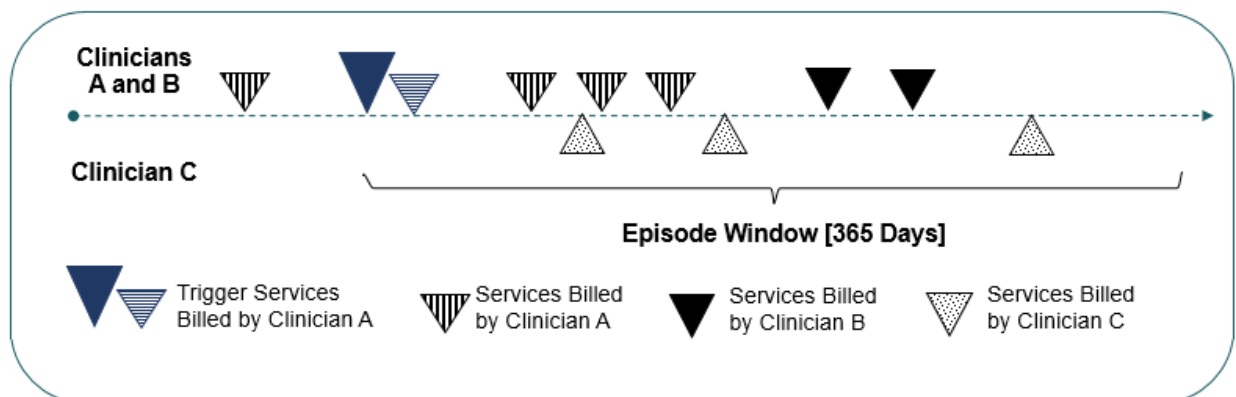 Clinicians
A and B
Clinician C
Episode Window [365 Days]
Trigger Services
Billed by Clinician A
Services Billed
by Clinician A
Services Billed
by Clinician B
Services Billed
by Clinician C